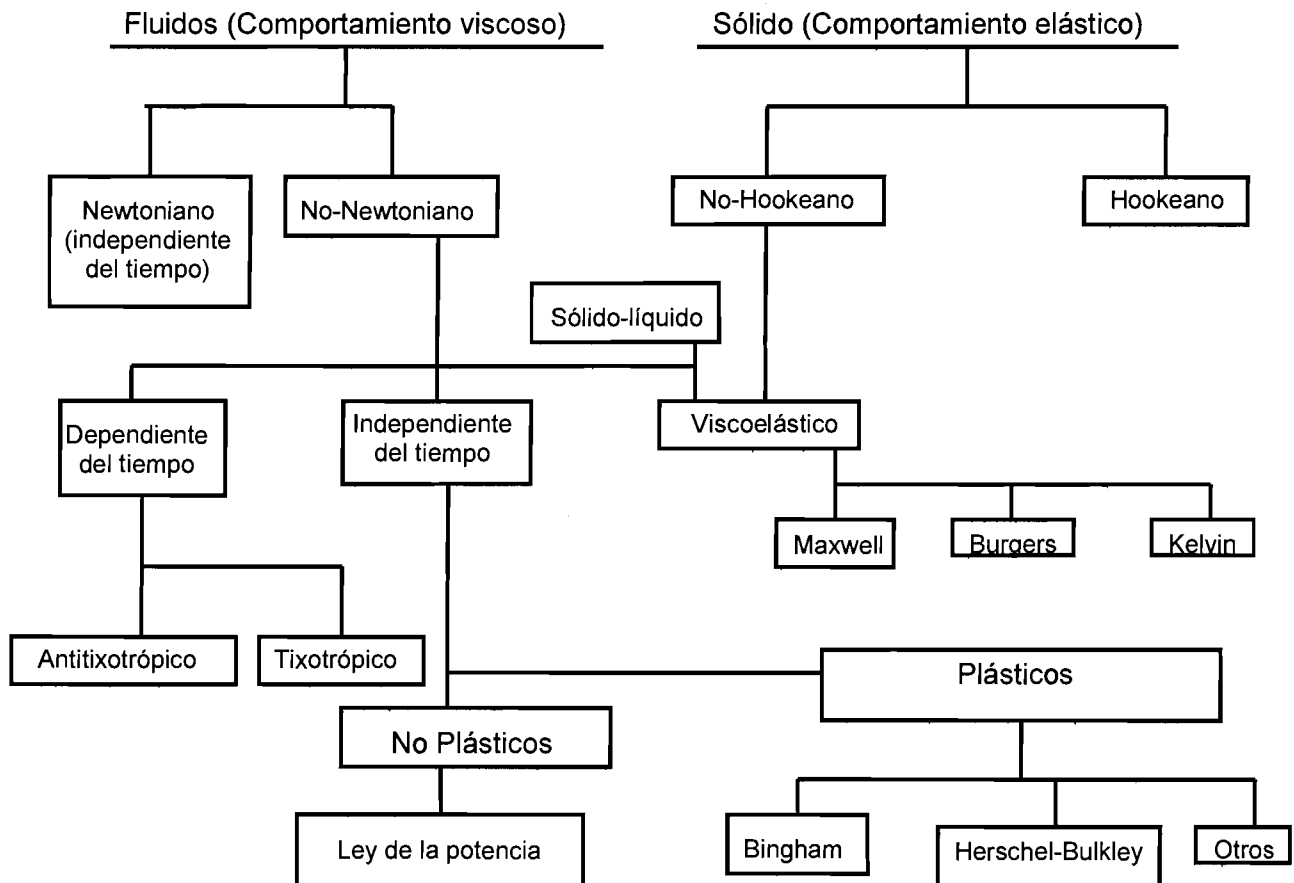 Fluidos (Comportamiento viscoso)
Sólido (Comportamiento elástico)
Newtoniano
(independiente
del tiempo)
No-Newtoniano
No-Hookeano
Hookeano
Sólido-líquido
Dependiente
del tiempo
Independiente
del tiempo
Viscoelástico
Maxwell
Burgers
Kelvin
Antitixotrópico
Tixotrópico
Plásticos
No Plásticos
Ley de la potencia
Bingham
Herschel-Bulkley
Otros